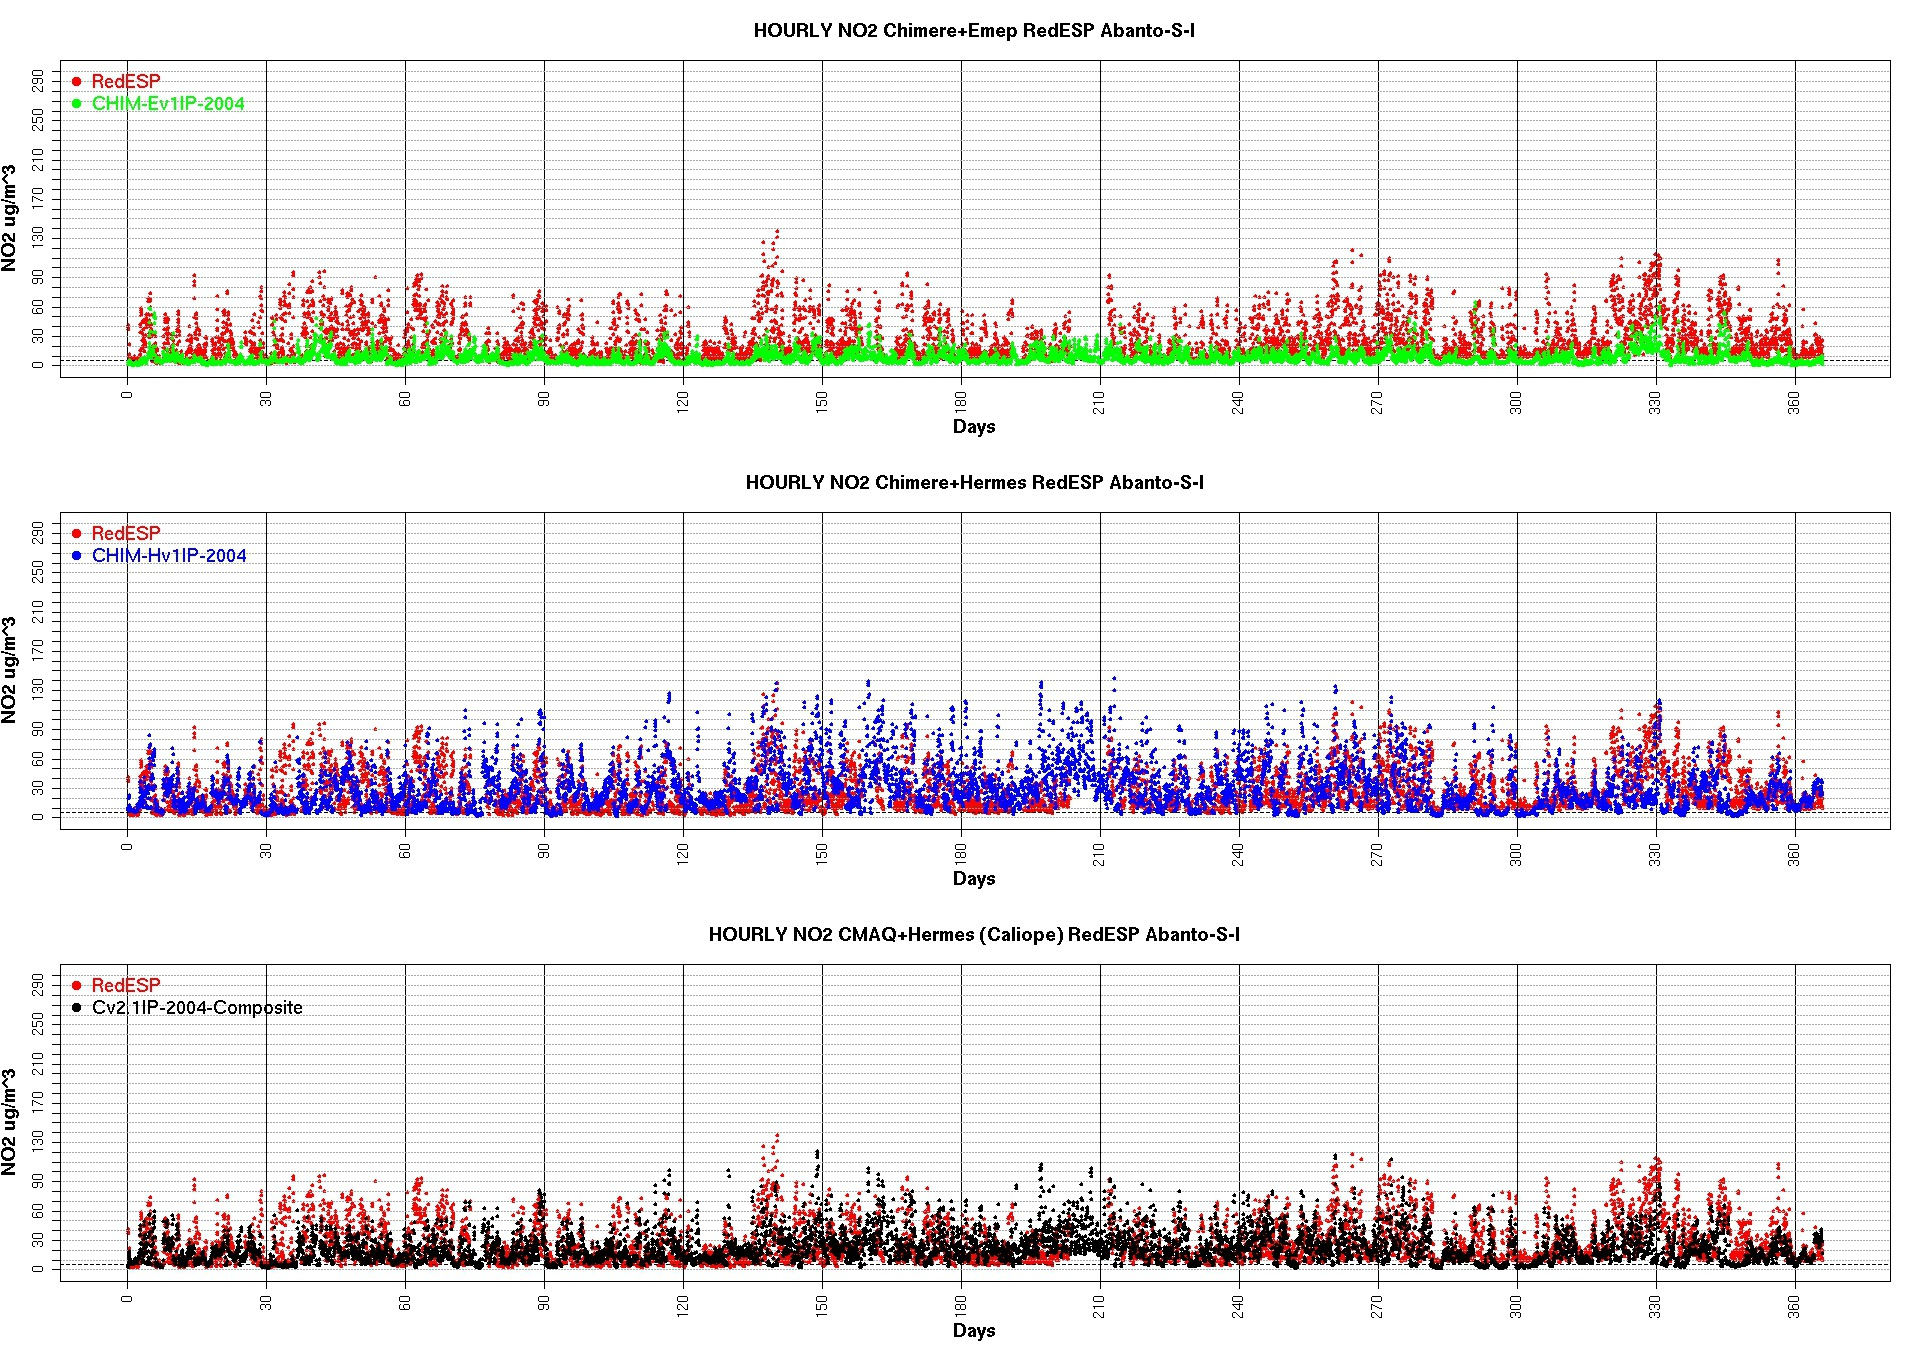 HOURLY NO2 Chimere+Emep RedESP Abanto-S-I
RedESP
CHIM-Ev1IP-2004
NO2 ug/m^3
0 30 60 90 130 170 210 250 290
0 30 60 90 120 150 180 210 240 270 300 330 360
Days
HOURLY NO2 Chimere+Hermes RedESP Abanto-S-I
RedESP
CHIM-Hv1IP-2004
NO2 ug/m^3
0 30 60 90 130 170 210 250 290
0 30 60 90 120 150 180 210 240 270 300 330 360
Days
HOURLY NO2 CMAQ+Hermes (Caliope) RedESP Abanto-S-I
RedESP
Cv2.1IP-2004-Composite
NO2 ug/m^3
0 30 60 90 130 170 210 250 290
0 30 60 90 120 150 180 210 240 270 300 330 360
Days